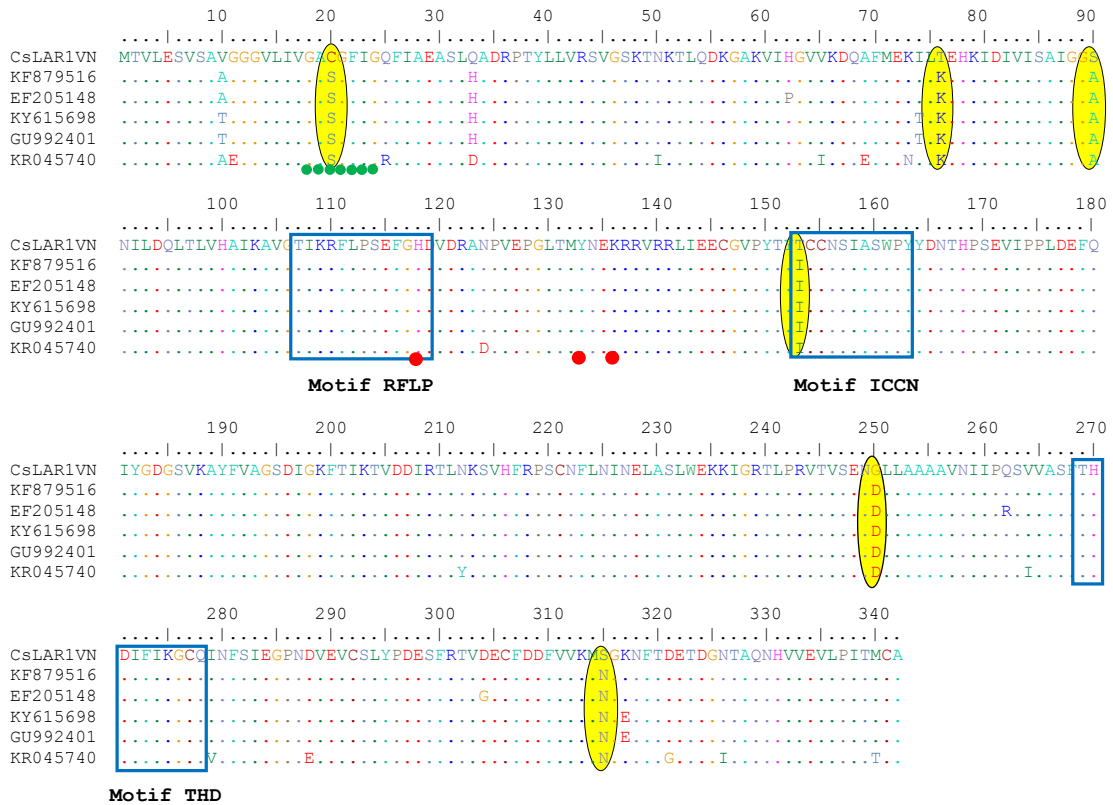 10 20 30 40 50 60 70 80 90
CsLAR1VN MTVLESVSAVGGGVLIVGACGFIGQFIAEASLQADRPTYLLVRSVGSKTNKTLQDKGAKVIHGVVKDQAFMEKILTEHKIDIVISAIGGS
KF879516 .........A.........S............H..........................................K.............A
EF205148 .........A.........S............H............................P.............K.............A
KY615698 .........T.........S............H........................................T.K.............A
GU992401 .........T.........S............H........................................T.K.............A
KR045740 .........AE........S....R.......D................I..............I...E...N..K.............A
100 110 120 130 140 150 160 170 180
CsLAR1VN NILDQLTLVHAIKAVGTIKRFLPSEFGHDVDRANPVEPGLTMYNEKRRVRRLIEECGVPYTYTCCNSIASWPYYDNTHPSEVIPPLDEFQ
KF879516 ..............................................................I...........................
EF205148 ..............................................................I...........................
KY615698 ..............................................................I...........................
GU992401 ..............................................................I...........................
KR045740 .................................D............................I...........................
Motif RFLP Motif ICCN
190 200 210 220 230 240 250 260 270
CsLAR1VN IYGDGSVKAYFVAGSDIGKFTIKTVDDIRTLNKSVHFRPSCNFLNINELASLWEKKIGRTLPRVTVSENGLLAAAAVNIIPQSVVASFTH
KF879516 .....................................................................D....................
EF205148 .....................................................................D...........R........
KY615698 .....................................................................D....................
GU992401 .....................................................................D....................
KR045740 ...............................Y.....................................D.............I......
280 290 300 310 320 330 340
CsLAR1VN DIFIKGCQINFSIEGPNDVEVCSLYPDESFRTVDECFDDFVVKMSGKNFTDETDGNTAQNHVVEVLPITMCA
KF879516 ............................................N...........................
EF205148 .................................G..........N...........................
KY615698 ............................................N.E.........................
GU992401 ............................................N.E.........................
KR045740 ........V........E..........................N.....G....I.............T..
Motif THD